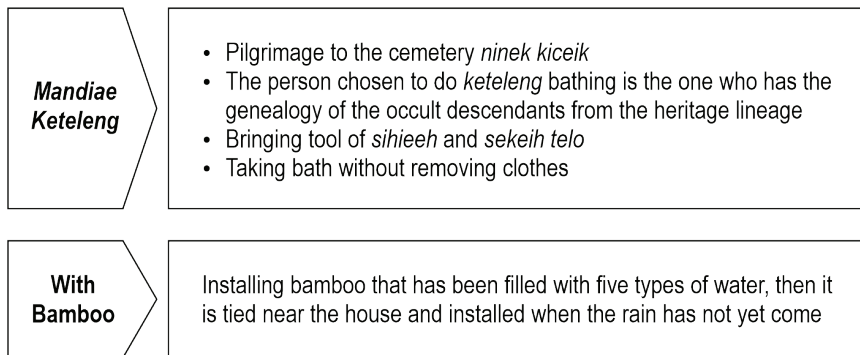 Mandiae
Keteleng
• Pilgrimage to the cemetery ninek kiceik
• The person chosen to do keteleng bathing is the one who has the
genealogy of the occult descendants from the heritage lineage
• Bringing tool of sihieeh and sekeih telo
• Taking bath without removing clothes
With
Bamboo
Installing bamboo that has been filled with five types of water, then it
is tied near the house and installed when the rain has not yet come